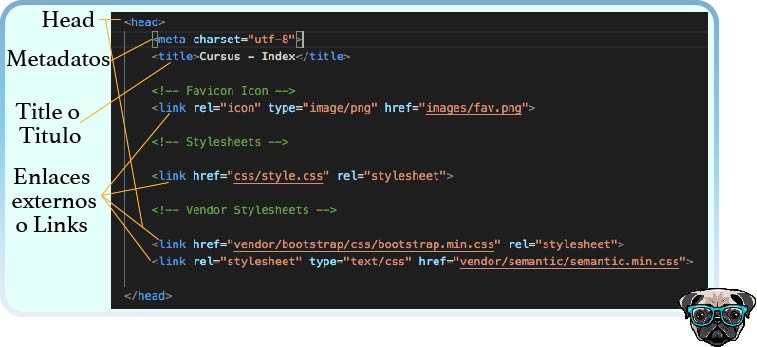 Head
Metadatos
Title o
Titulo
Enlaces
externos
o Links
<head>
<meta charset="utf-8">
<title>Cursus - Index</title>
<!-- Favicon Icon -->
<link rel="icon" type="image/png" href="images/fav.png">
<!-- Stylesheets -->
<link href="css/style.css" rel="stylesheet">
<!-- Vendor Stylesheets -->
<link href="vendor/bootstrap/css/bootstrap.min.css" rel="stylesheet">
<link rel="stylesheet" type="text/css" href="vendor/semantic/semantic.min.css">
</head>